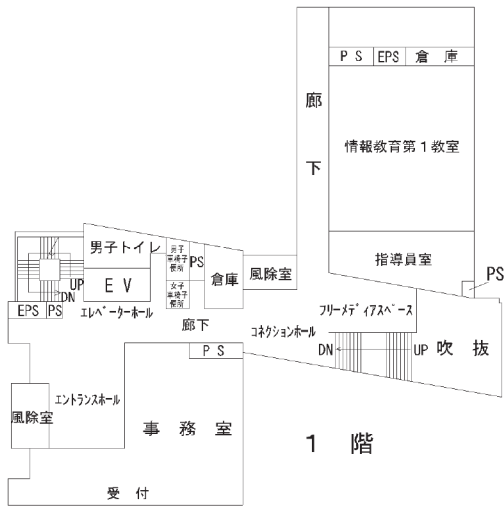 PS EPS 倉庫
廊下
情報教育第1教室
男子トイレ
男子車椅子便所
PS
倉庫
風除室
指導員室
PS
UP
DN
EV
女子車椅子便所
EPS PS
エレベーターホール
廊下
コネクションホール
フリーメディアスペース
PS
DN
UP
吹抜
エントランスホール
風除室
事務室
1階
受付